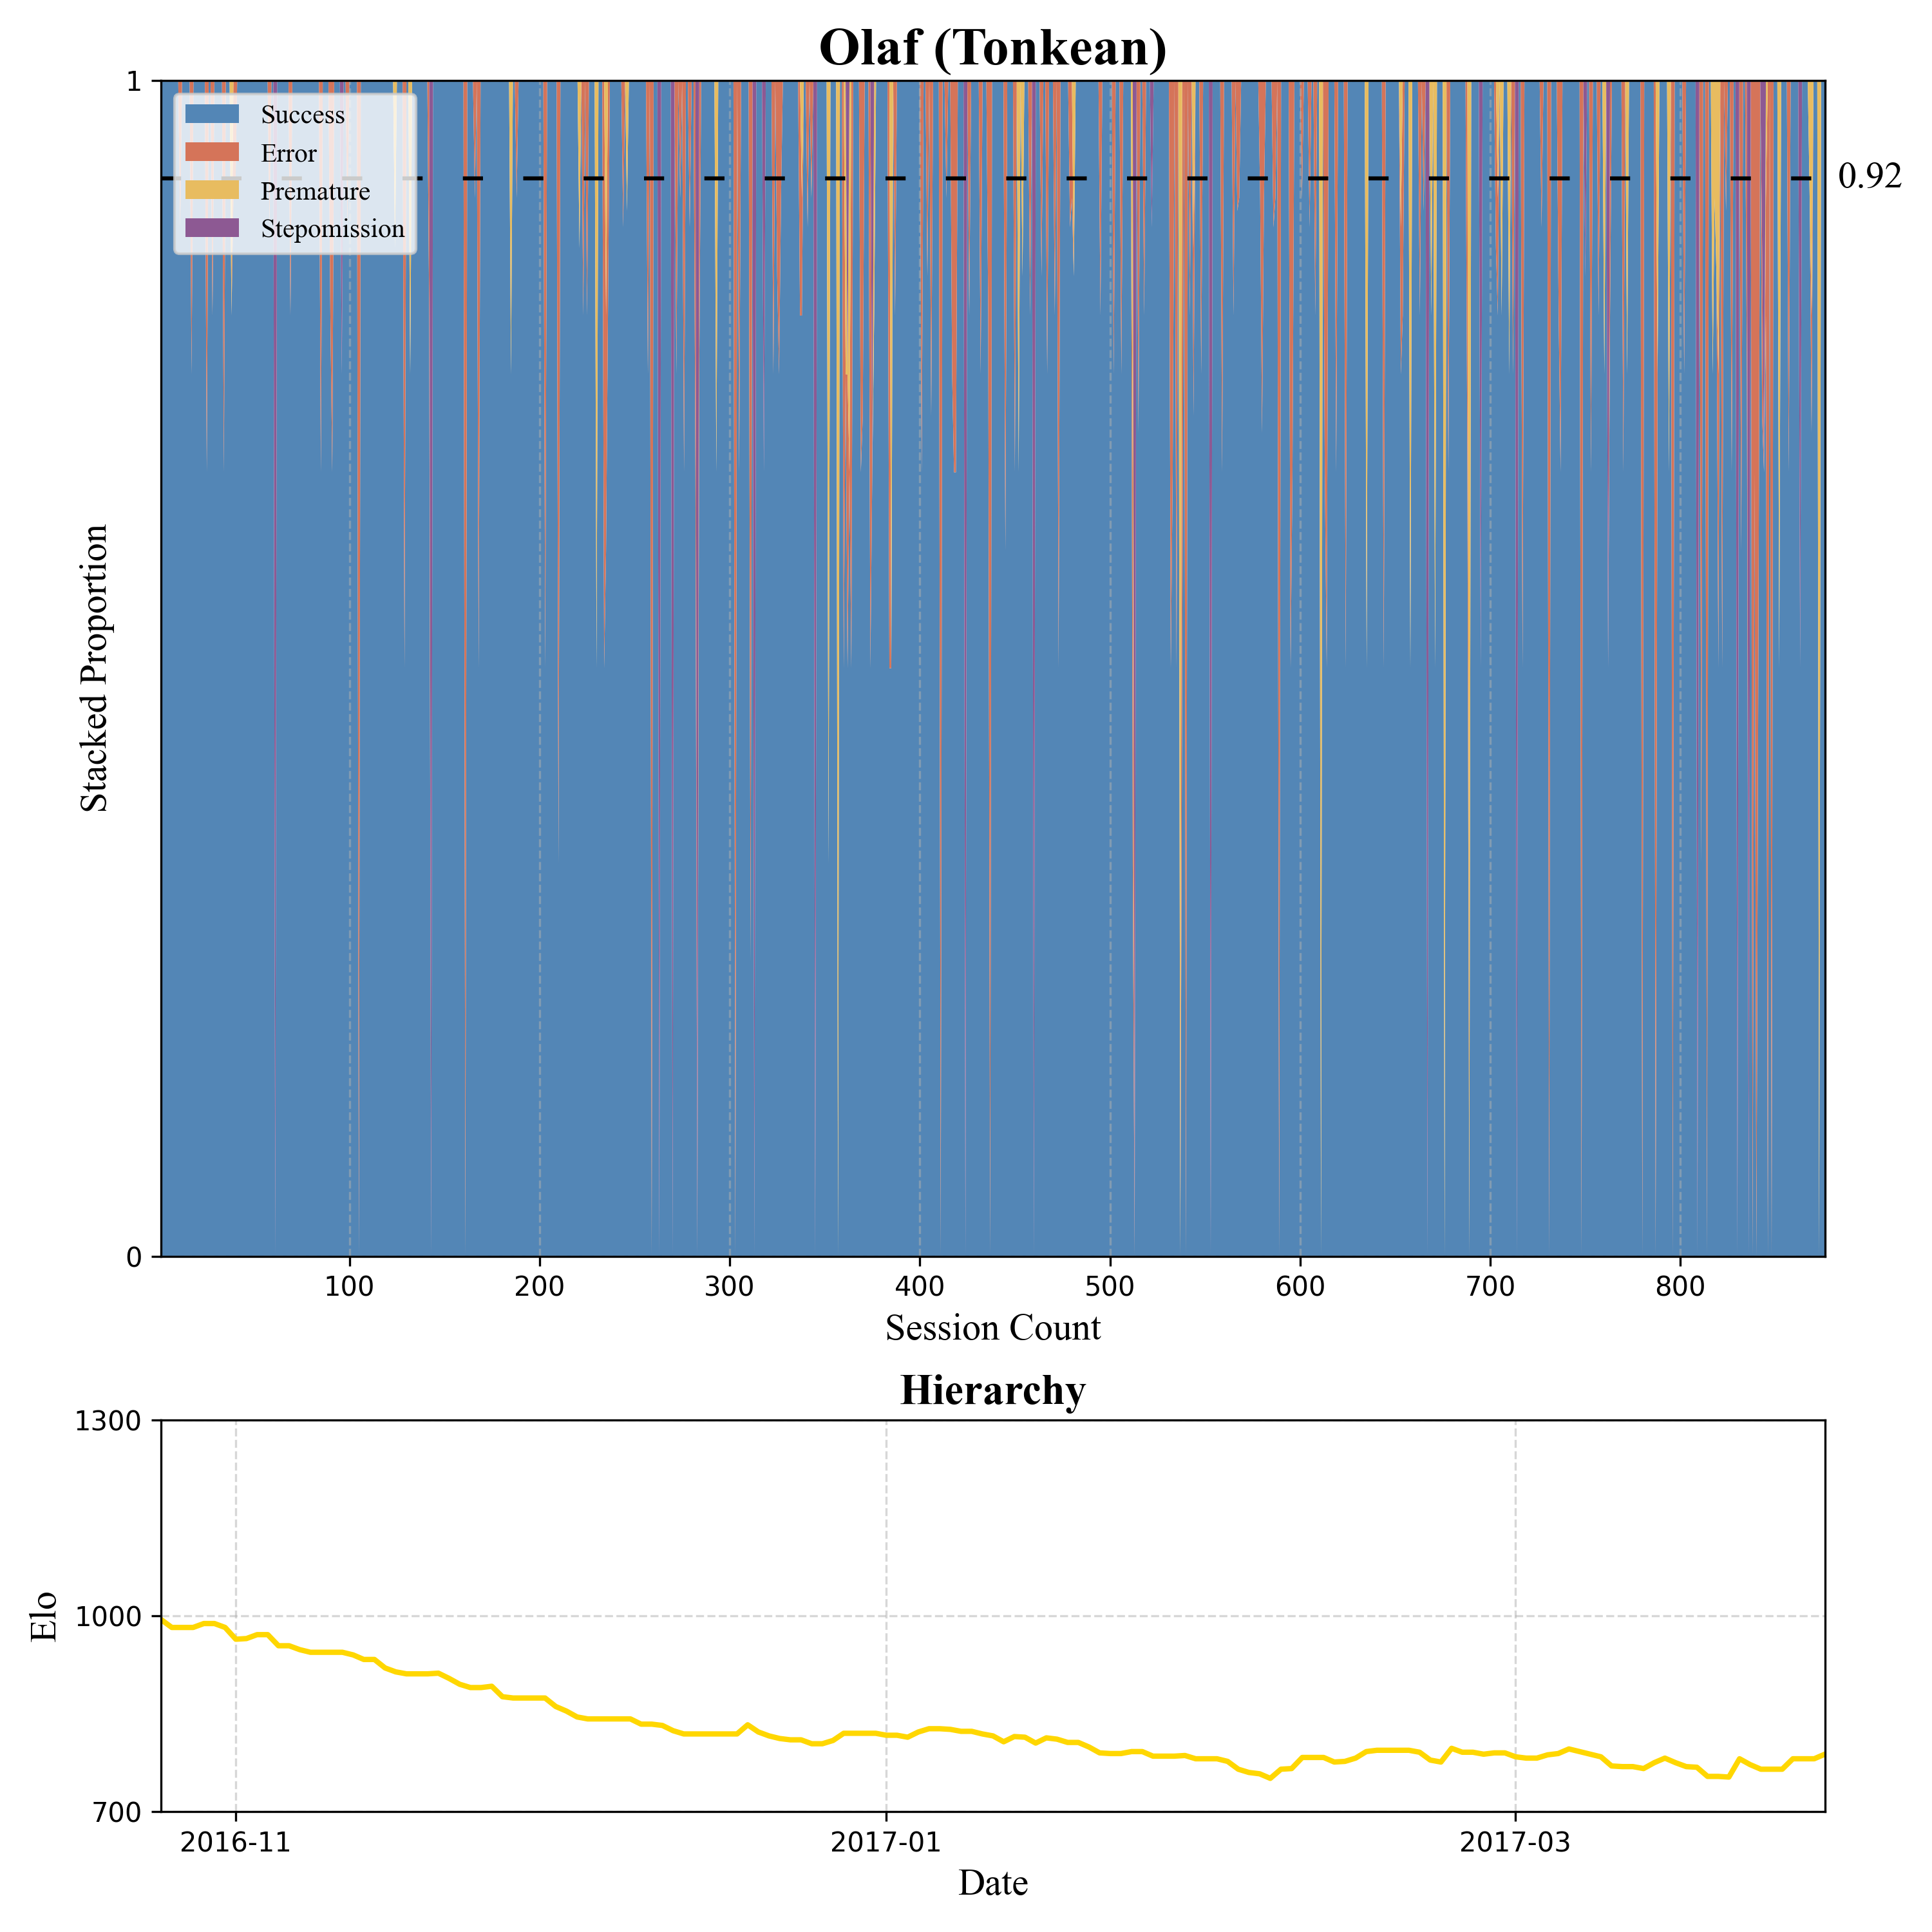 Olaf (Tonkean)
1
Success
Error
Premature
Stepomission
0.92
Stacked Proportion
0
100 200 300 400 500 600 700 800
Session Count
Hierarchy
1300
1000
700
Elo
2016-11 2017-01 2017-03
Date